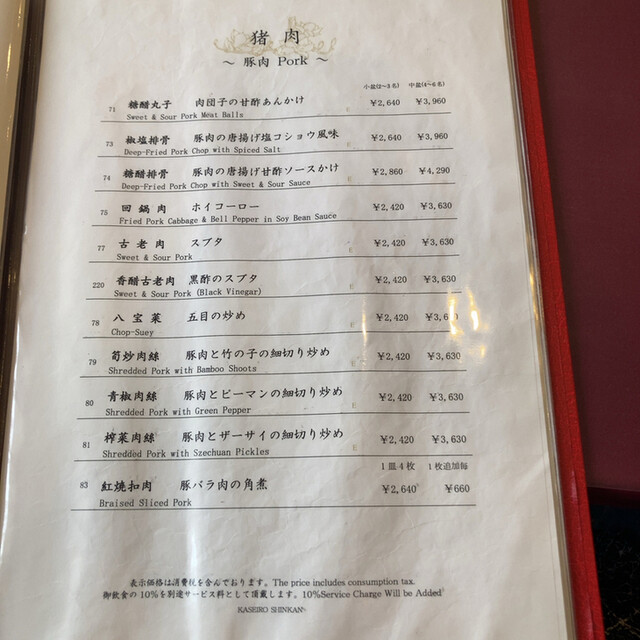 猪肉
～ 豚肉 Pork ～
小皿(2～3名) 中皿(4～6名)
71 糖醋丸子 肉団子の甘酢あんかけ ¥2,640 ¥3,960
Sweet & Sour Pork Meat Balls
73 椒塩排骨 豚肉の唐揚げ塩コショウ風味 ¥2,640 ¥3,960
Deep-Fried Pork Chop with Spiced Salt
74 糖醋排骨 豚肉の唐揚げ甘酢ソースかけ ¥2,860 ¥4,290
Deep-Fried Pork Chop with Sweet & Sour Sauce
75 回鍋肉 ホイコーロー ¥2,420 ¥3,630
Fried Pork Cabbage & Bell Pepper in Soy Bean Sauce
77 古老肉 スブタ ¥2,420 ¥3,630
Sweet & Sour Pork
220 香醋古老肉 黒酢のスブタ ¥2,420 ¥3,630
Sweet & Sour Pork (Black Vinegar)
78 八宝菜 五目の炒め ¥2,420 ¥3,630
Chop-Suey
79 筍炒肉絲 豚肉と竹の子の細切り炒め ¥2,420 ¥3,630
Shredded Pork with Bamboo Shoots
80 青椒肉絲 豚肉とピーマンの細切り炒め ¥2,420 ¥3,630
Shredded Pork with Green Pepper
81 榨菜肉絲 豚肉とザーサイの細切り炒め ¥2,420 ¥3,630
Shredded Pork with Szechuan Pickles
1皿4枚 1枚追加毎
83 紅燒扣肉 豚バラ肉の角煮 ¥2,640 ¥660
Braised Sliced Pork
表示価格は消費税を含んでおります。The price includes consumption tax.
御飲食の10%を別途サービス料として頂戴します。10%Service Charge Will be Added
KASEIRO SHINKAN